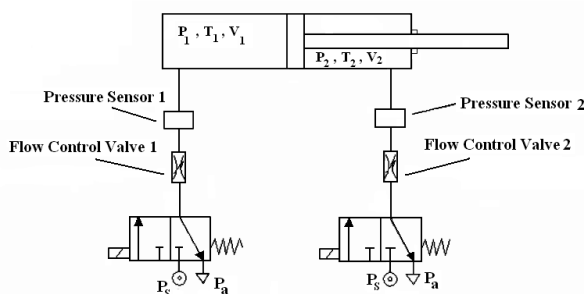 P1 , T1 , V1
P2 , T2 , V2
Pressure Sensor 1
Pressure Sensor 2
Flow Control Valve 1
Flow Control Valve 2
Ps
Pa
Ps
Pa